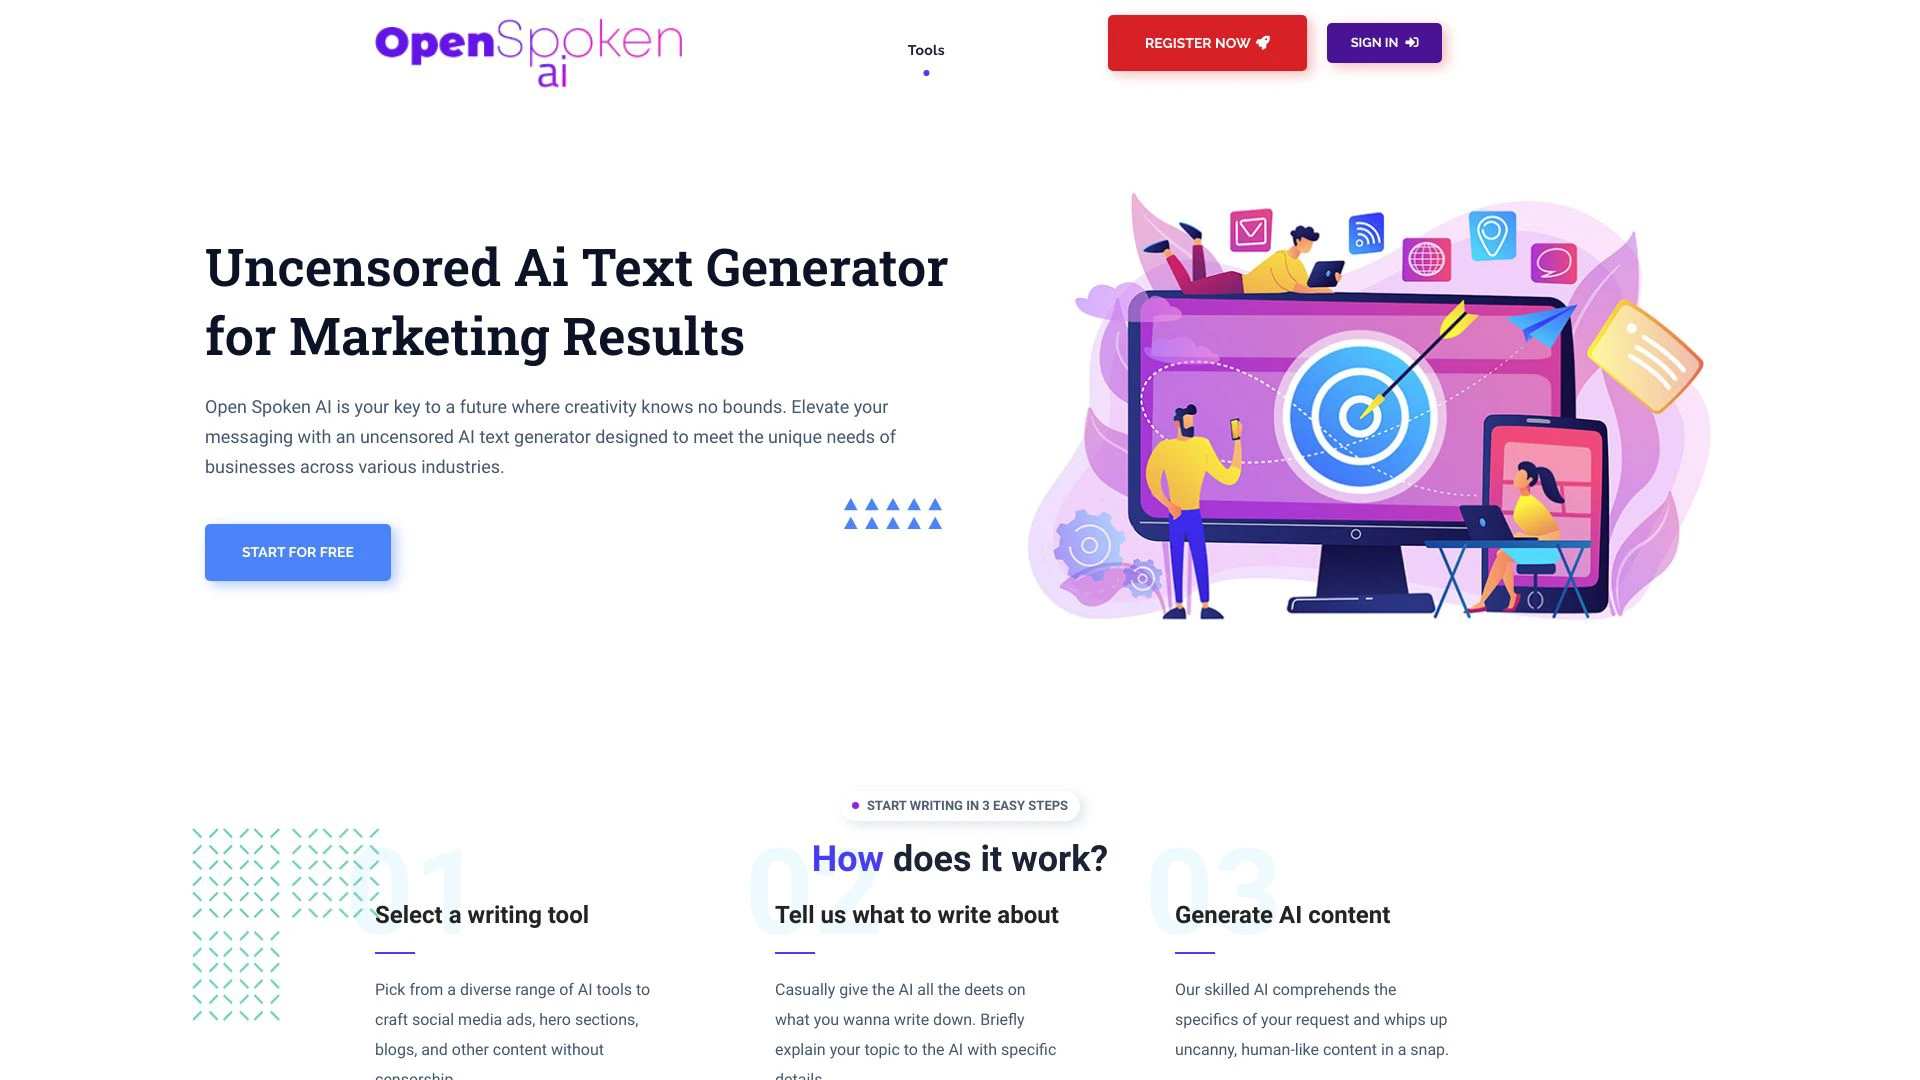 OpenSpoken
ai
Tools
REGISTER NOW
SIGN IN
Uncensored Ai Text Generator
for Marketing Results
Open Spoken AI is your key to a future where creativity knows no bounds. Elevate your
messaging with an uncensored AI text generator designed to meet the unique needs of
businesses across various industries.
START FOR FREE
START WRITING IN 3 EASY STEPS
How does it work?
01
Select a writing tool
Pick from a diverse range of AI tools to
craft social media ads, hero sections,
blogs, and other content without
censorship.
02
Tell us what to write about
Casually give the AI all the deets on
what you wanna write down. Briefly
explain your topic to the AI with specific
details.
03
Generate AI content
Our skilled AI comprehends the
specifics of your request and whips up
uncanny, human-like content in a snap.